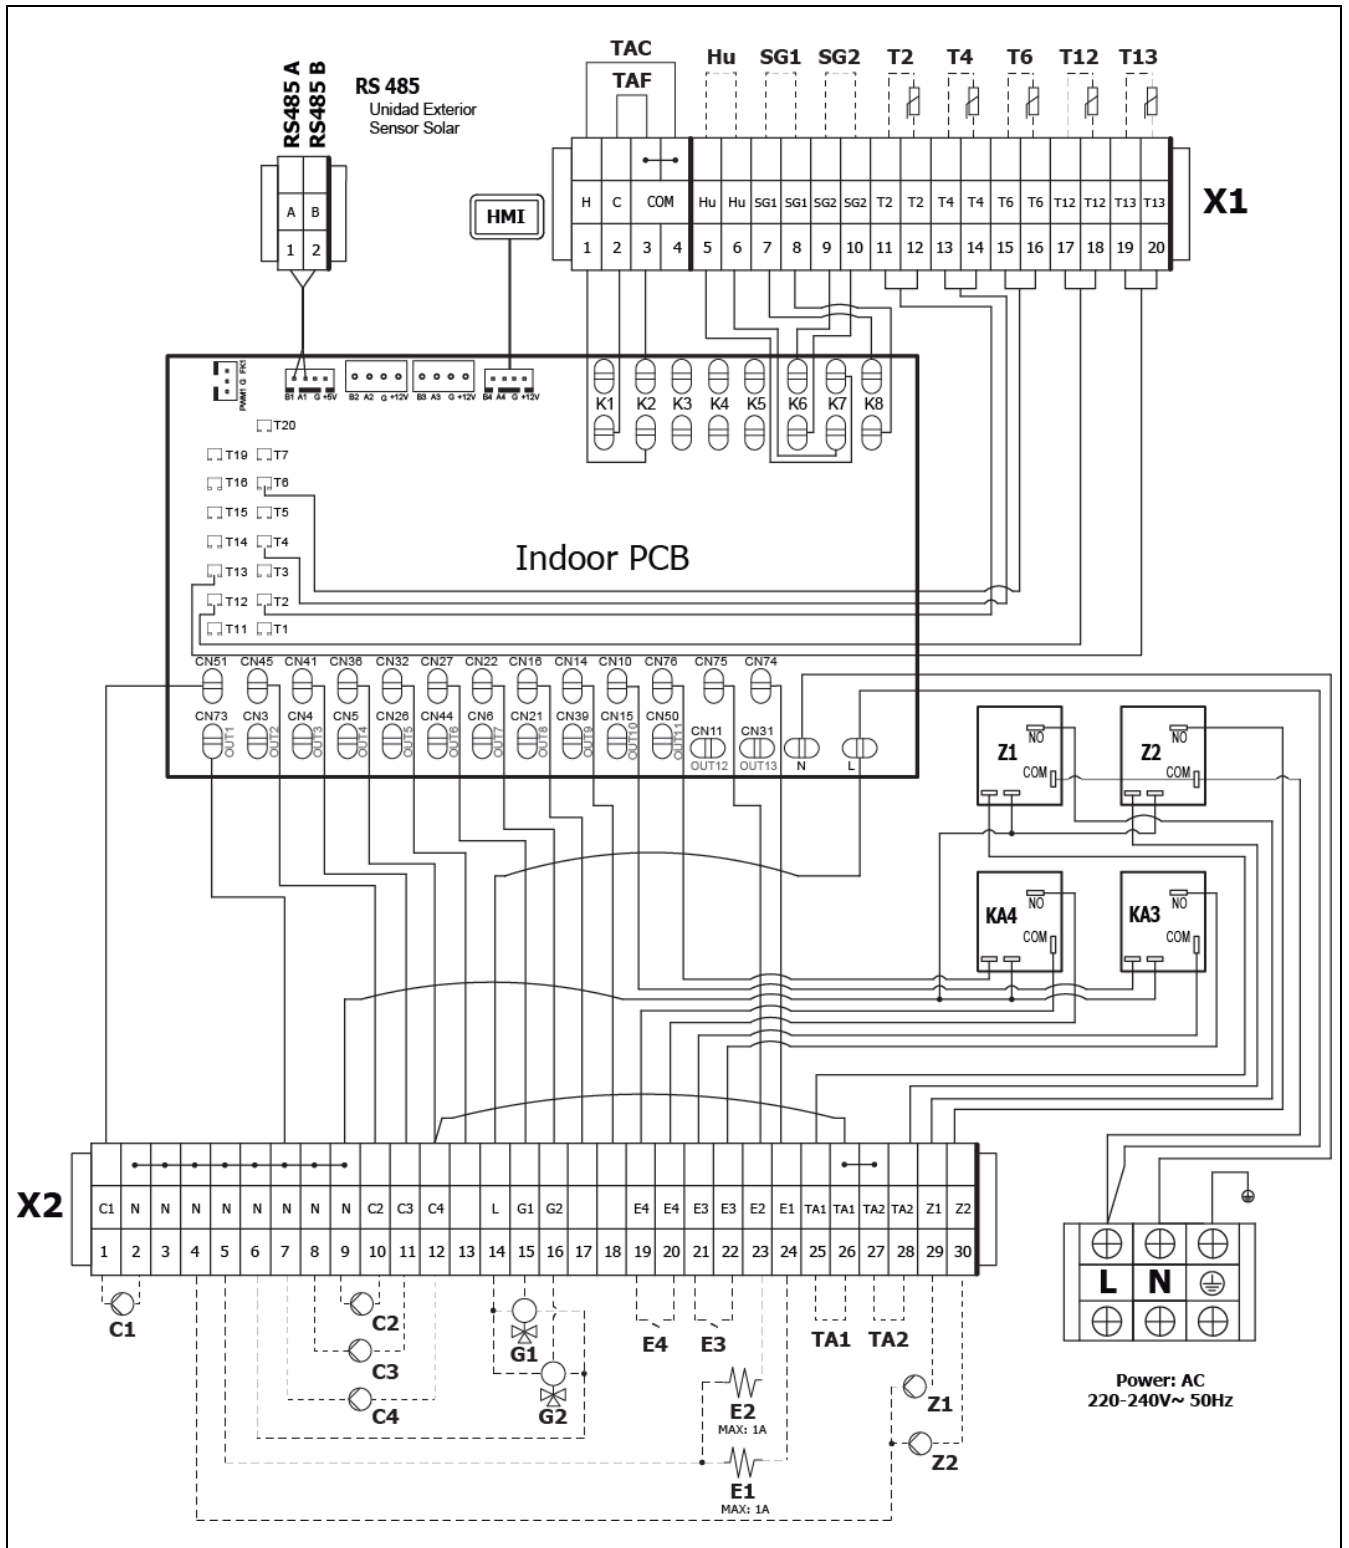 TAC
TAF
Hu SG1 SG2 T2 T4 T6 T12 T13
RS485 A
RS485 B
RS 485
Unidad Exterior
Sensor Solar
A B
1 2
HMI
H C COM Hu Hu SG1 SG1 SG2 SG2 T2 T2 T4 T4 T6 T6 T12 T12 T13 T13
1 2 3 4 5 6 7 8 9 10 11 12 13 14 15 16 17 18 19 20
X1
PWM1 G FK1
B1 A1 G +5V
B2 A2 G +12V
B3 A3 G +12V
B4 A4 G +12V
K1 K2 K3 K4 K5 K6 K7 K8
T20
T19 T7
T16 T6
T15 T5
T14 T4
T13 T3
T12 T2
T11 T1
Indoor PCB
CN51 CN45 CN41 CN36 CN32 CN27 CN22 CN16 CN14 CN10 CN76 CN75 CN74
CN73 CN3 CN4 CN5 CN26 CN44 CN6 CN21 CN39 CN15 CN50 CN11 CN31
OUT1 OUT2 OUT3 OUT4 OUT5 OUT6 OUT7 OUT8 OUT9 OUT10 OUT11 OUT12 OUT13
N L
Z1 NO COM
Z2 NO COM
KA4 NO COM
KA3 NO COM
X2
C1 N N N N N N N N C2 C3 C4 L G1 G2 E4 E4 E3 E3 E2 E1 TA1 TA1 TA2 TA2 Z1 Z2
1 2 3 4 5 6 7 8 9 10 11 12 13 14 15 16 17 18 19 20 21 22 23 24 25 26 27 28 29 30
C1
C2
C3
C4
G1
G2
E4
E3
TA1
TA2
E2
MAX: 1A
E1
MAX: 1A
Z1
Z2
L N
Power: AC
220-240V~ 50Hz